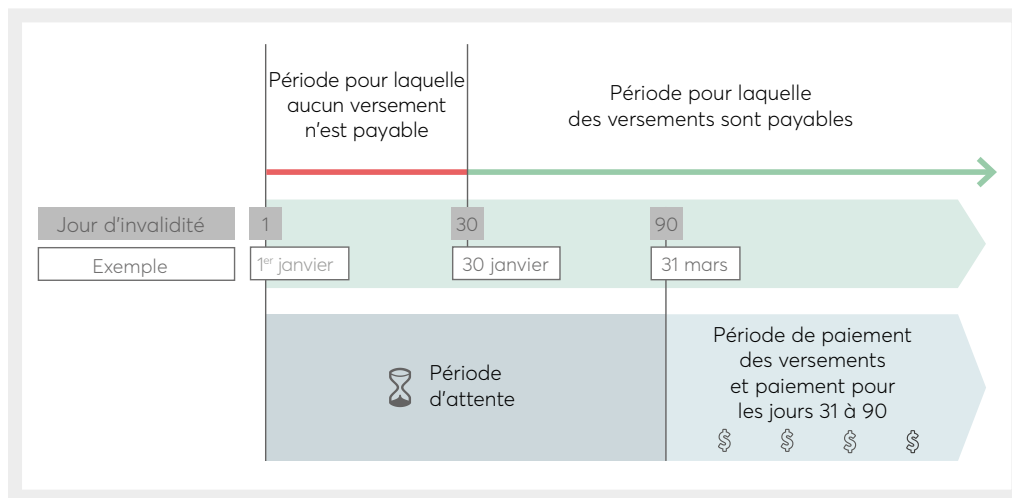 Période pour laquelle
aucun versement
n'est payable
Période pour laquelle
des versements sont payables
Jour d'invalidité
1
30
90
Exemple
1er janvier
30 janvier
31 mars
Période
d'attente
Période de paiement
des versements
et paiement pour
les jours 31 à 90
$ $ $ $